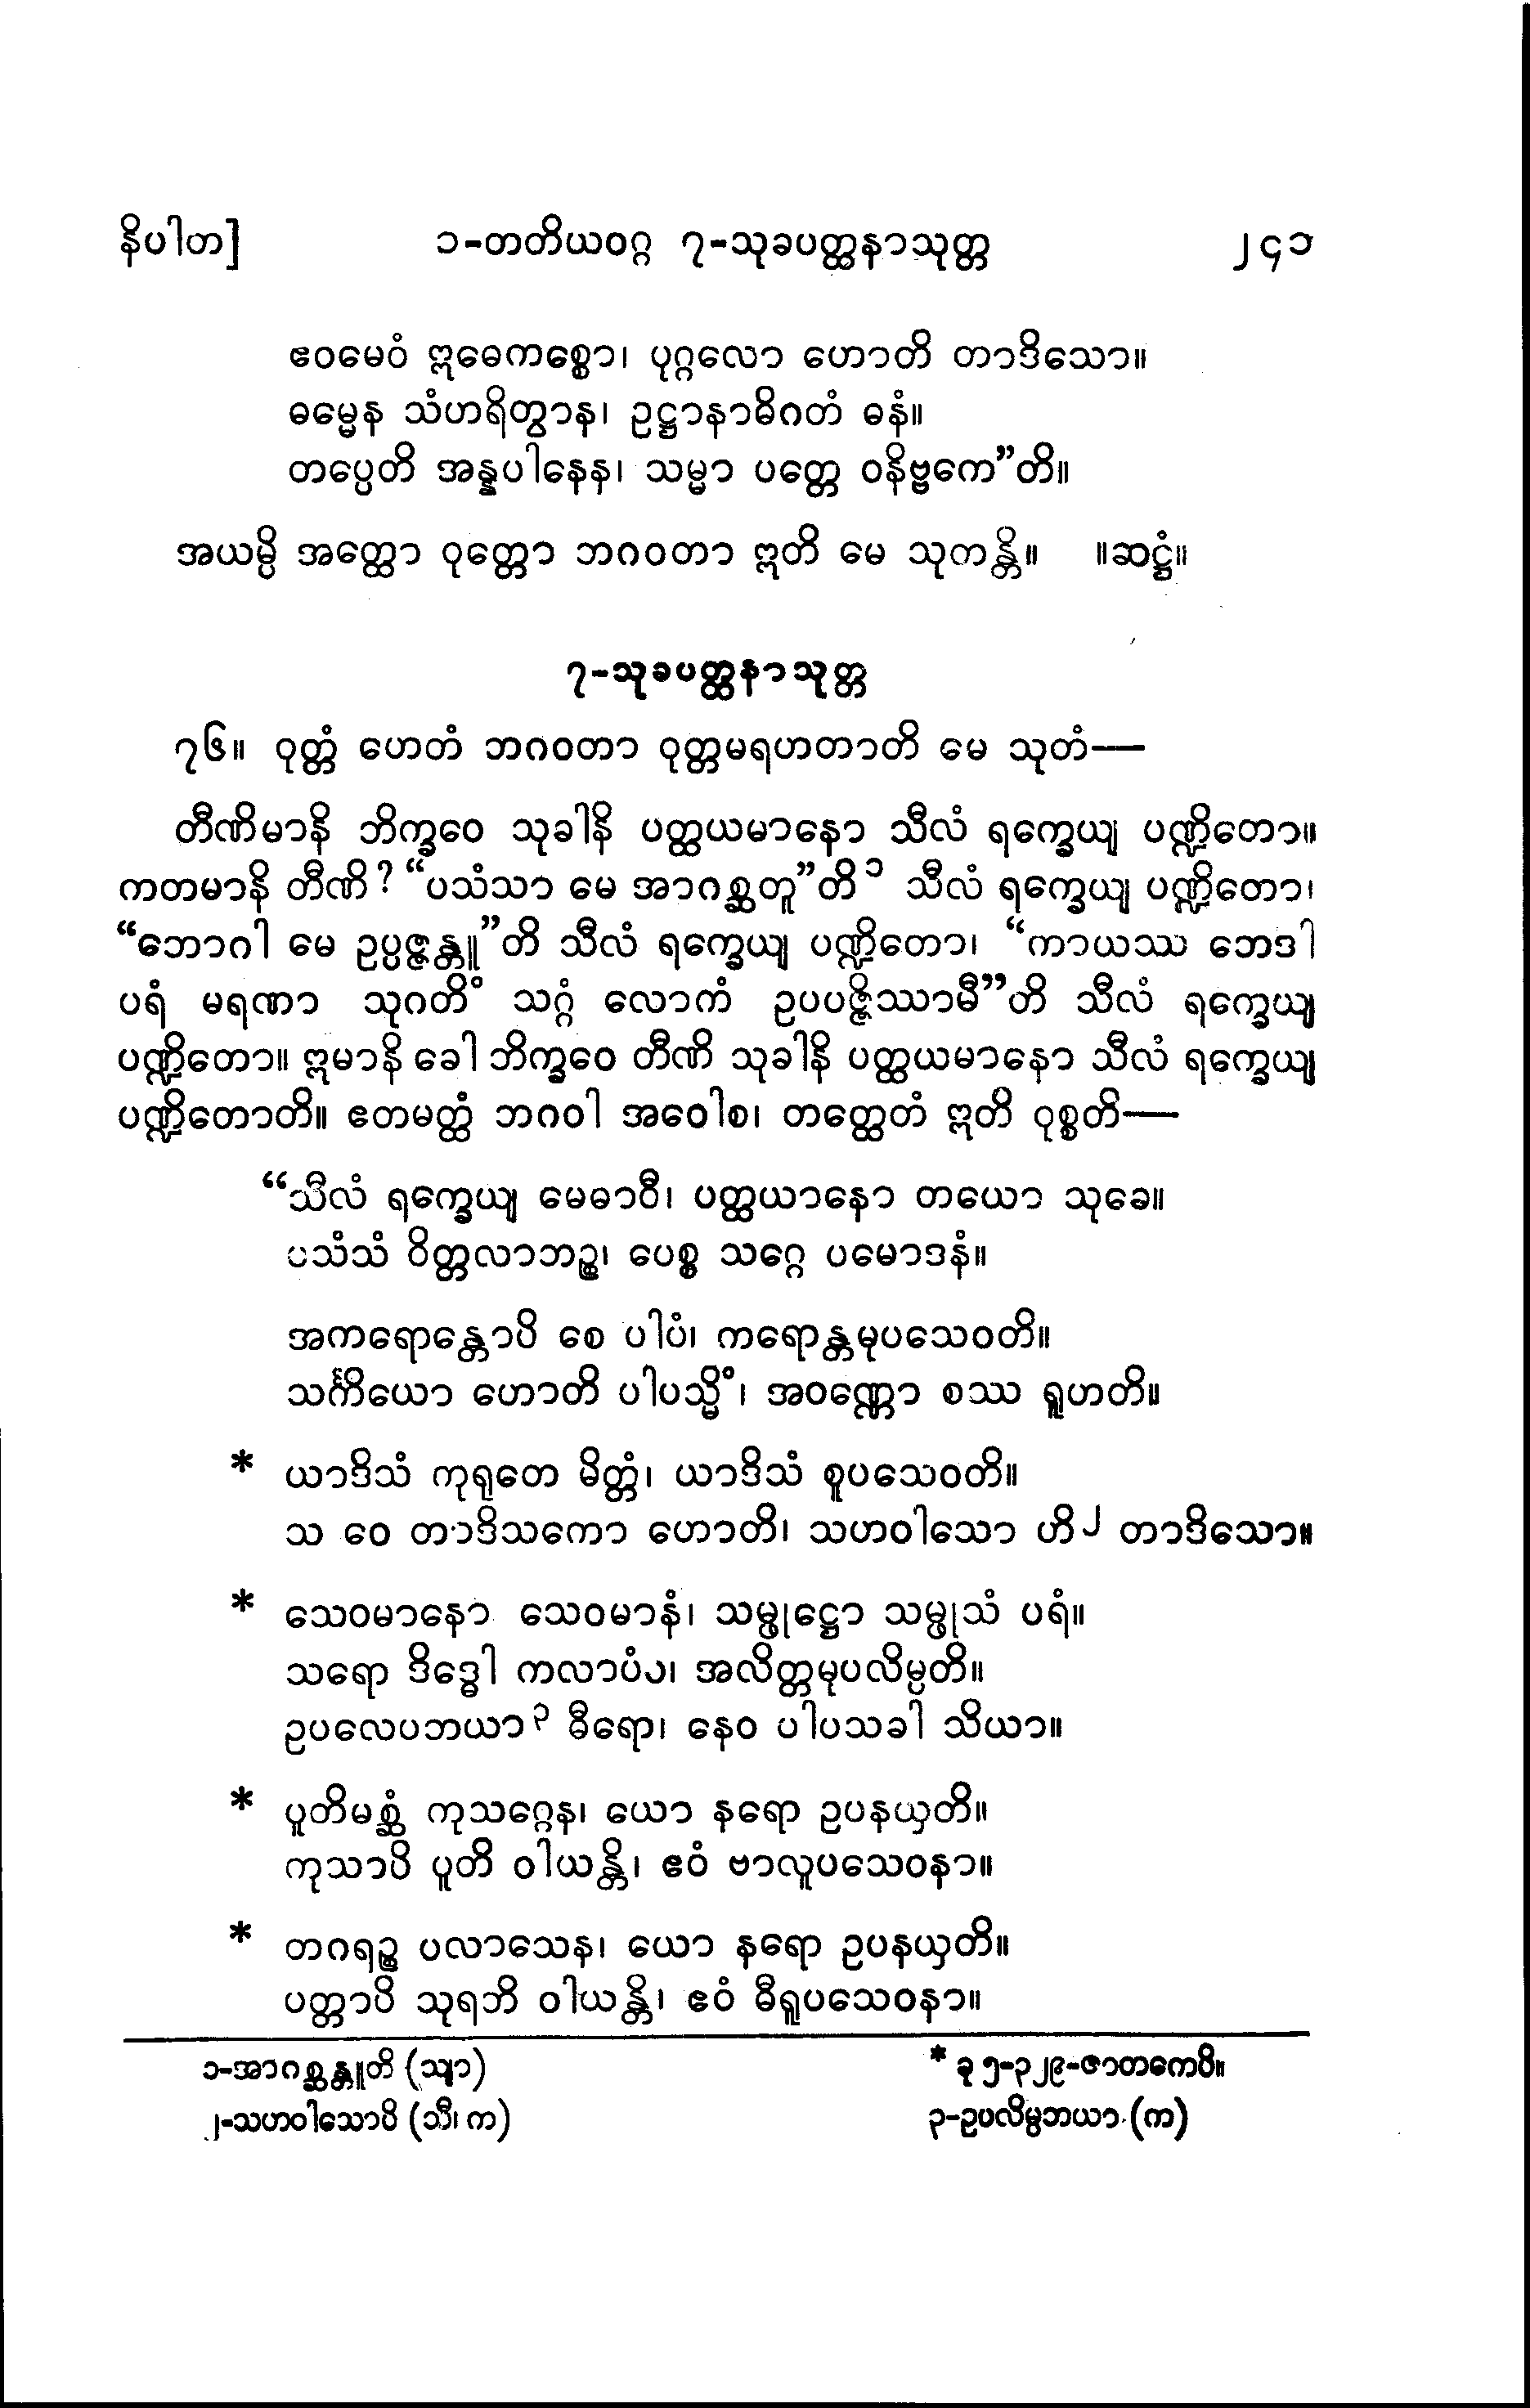 နိပါတ] ၁-တတိယဝဂ္ဂ ၇-သုခပတ္ထနာသုတ္တ ၂၄၁
ဧဝမေဝံ ဣဓေကစ္စော၊ ပုဂ္ဂလော ဟောတိ တာဒိသော။
ဓမ္မေန သံဟရိတွာန၊ ဥဋ္ဌာနာဓိဂတံ ဓနံ။
တပ္ပေတိ အန္နပါနေန၊ သမ္မာ ပတ္တေ ဝနိဗ္ဗကေ”တိ။
အယမ္ပိ အတ္ထော ဝုတ္တော ဘဂဝတာ ဣတိ မေ သုတန္တိ။ ။ဆဋ္ဌံ။
၇-သုခပတ္ထနာသုတ္တ
၇၆။ ဝုတ္တံ ဟေတံ ဘဂဝတာ ဝုတ္တမရဟတာတိ မေ သုတံ—
တီဏိမာနိ ဘိက္ခဝေ သုခါနိ ပတ္ထယမာနော သီလံ ရက္ခေယျ ပဏ္ဍိတော။
ကတမာနိ တီဏိ? “ပသံသာ မေ အာဂစ္ဆတူ”တိ၁ သီလံ ရက္ခေယျ ပဏ္ဍိတော၊
“ဘောဂါ မေ ဥပ္ပဇ္ဇန္တူ”တိ သီလံ ရက္ခေယျ ပဏ္ဍိတော၊ “ကာယဿ ဘေဒါ
ပရံ မရဏာ သုဂတိံ သဂ္ဂံ လောကံ ဥပပဇ္ဇိဿာမီ”တိ သီလံ ရက္ခေယျ
ပဏ္ဍိတော။ ဣမာနိ ခေါ ဘိက္ခဝေ တီဏိ သုခါနိ ပတ္ထယမာနော သီလံ ရက္ခေယျ
ပဏ္ဍိတောတိ။ ဧတမတ္ထံ ဘဂဝါ အဝေါစ၊ တတ္ထေတံ ဣတိ ဝုစ္စတိ—
“သီလံ ရက္ခေယျ မေဓာဝီ၊ ပတ္ထယာနော တယော သုခေ။
ပသံသံ ဝိတ္တလာဘဉ္စ၊ ပေစ္စ သဂ္ဂေ ပမောဒနံ။
အကရောန္တောပိ စေ ပါပံ၊ ကရောန္တမုပသေဝတိ။
သင်္ကိယော ဟောတိ ပါပသ္မိံ၊ အဝဏ္ဏော စဿ ရူဟတိ။
* ယာဒိသံ ကုရုတေ မိတ္တံ၊ ယာဒိသံ စူပသေဝတိ။
သ ဝေ တာဒိသကော ဟောတိ၊ သဟဝါသော ဟိ၂ တာဒိသော။
* သေဝမာနော သေဝမာနံ၊ သမ္ဖုဋ္ဌော သမ္ဖုသံ ပရံ။
သရော ဒိဒ္ဓေါ ကလာပံဝ၊ အလိတ္တမုပလိမ္ပတိ။
ဥပလေပဘယာ၃ ဓီရော၊ နေဝ ပါပသခါ သိယာ။
* ပူတိမစ္ဆံ ကုသဂ္ဂေန၊ ယော နရော ဥပနယှတိ။
ကုသာပိ ပူတိ ဝါယန္တိ၊ ဧဝံ ဗာလူပသေဝနာ။
* တဂရဉ္စ ပလာသေန၊ ယော နရော ဥပနယှတိ။
ပတ္တာပိ သုရဘိ ဝါယန္တိ၊ ဧဝံ ဓီရူပသေဝနာ။
၁-အာဂစ္ဆန္တူတိ (သျာ) * ခု ၅-၃၂၉-ဇာတကေပိ။
၂-သဟဝါသောပိ (သီ၊ က) ၃-ဥပလိမ္ပဘယာ (က)